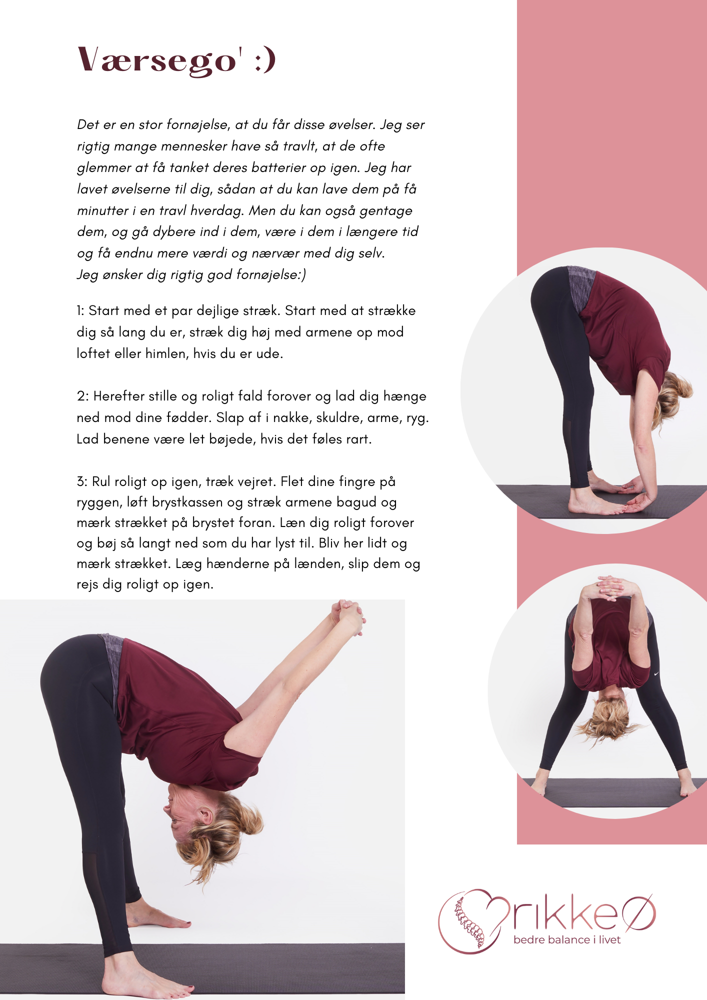 Værsego' :)
Det er en stor fornøjelse, at du får disse øvelser. Jeg ser
rigtig mange mennesker have så travlt, at de ofte
glemmer at få tanket deres batterier op igen. Jeg har
lavet øvelserne til dig, sådan at du kan lave dem på få
minutter i en travl hverdag. Men du kan også gentage
dem, og gå dybere ind i dem, være i dem i længere tid
og få endnu mere værdi og nærvær med dig selv.
Jeg ønsker dig rigtig god fornøjelse:)
1: Start med et par dejlige stræk. Start med at strække
dig så lang du er, stræk dig høj med armene op mod
loftet eller himlen, hvis du er ude.
2: Herefter stille og roligt fald forover og lad dig hænge
ned mod dine fødder. Slap af i nakke, skuldre, arme, ryg.
Lad benene være let bøjede, hvis det føles rart.
3: Rul roligt op igen, træk vejret. Flet dine fingre på
ryggen, løft brystkassen og stræk armene bagud og
mærk strækket på brystet foran. Læn dig roligt forover
og bøj så langt ned som du har lyst til. Bliv her lidt og
mærk strækket. Læg hænderne på lænden, slip dem og
rejs dig roligt op igen.
rikkeØ
bedre balance i livet